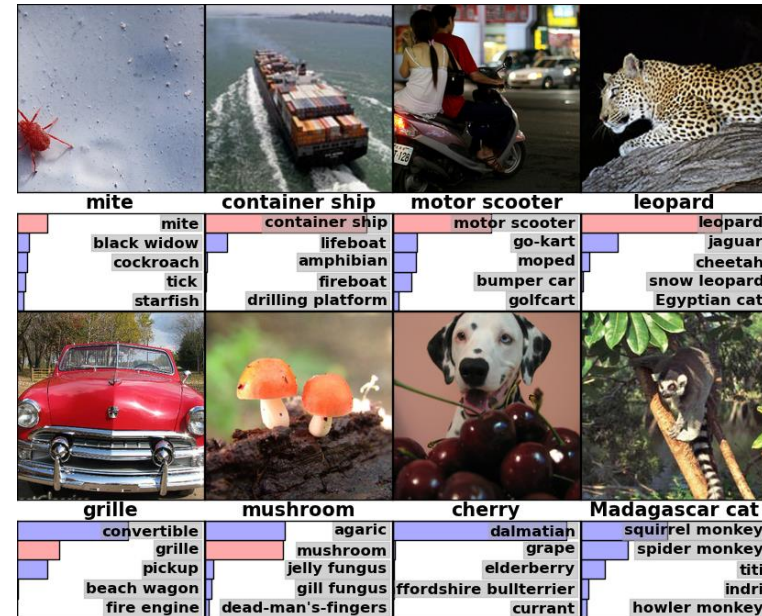 mite
container ship
motor scooter
leopard
mite
black widow
cockroach
tick
starfish
container ship
lifeboat
amphibian
fireboat
drilling platform
motor scooter
go-kart
moped
bumper car
golfcart
leopard
jaguar
cheetah
snow leopard
Egyptian cat
grille
mushroom
cherry
Madagascar cat
convertible
grille
pickup
beach wagon
fire engine
agaric
mushroom
jelly fungus
gill fungus
dead-man's-fingers
dalmatian
grape
elderberry
ffordshire bullterrier
currant
squirrel monkey
spider monkey
titi
indri
howler monkey